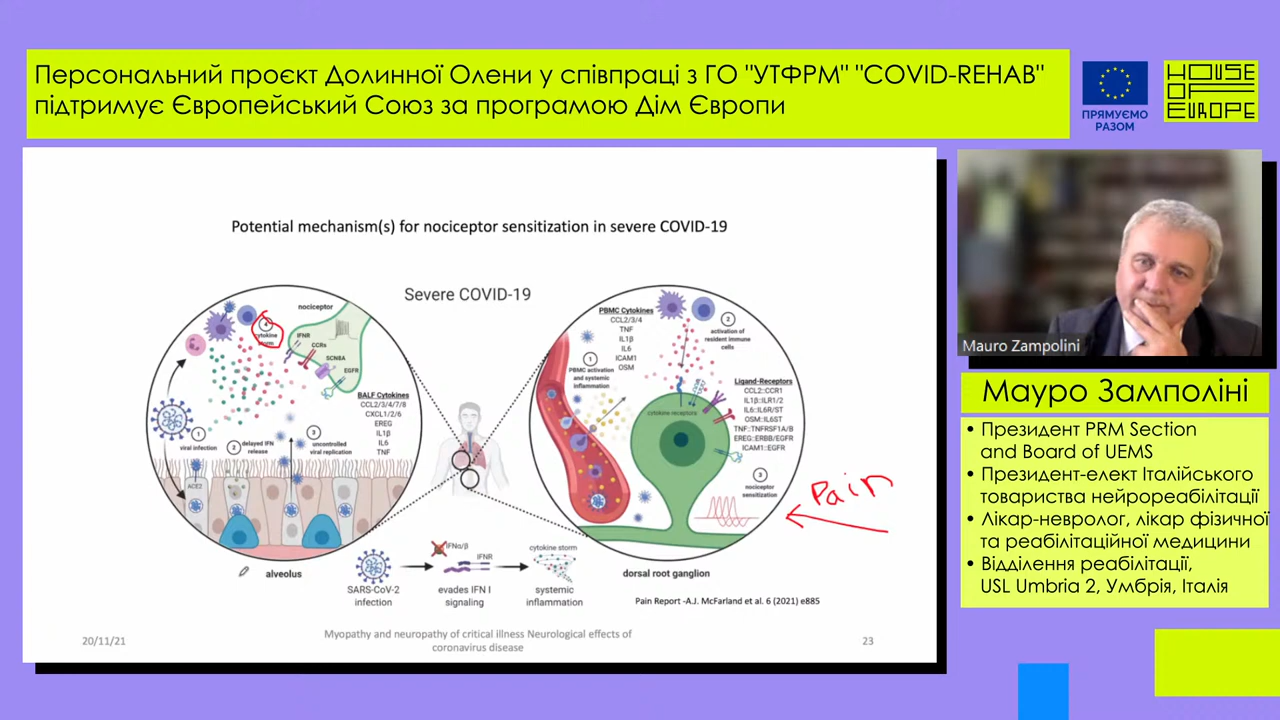 Персональний проєкт Долинної Олени у співпраці з ГО "УТФРМ" "COVID-REHAB"
підтримує Європейський Союз за програмою Дім Європи
ПРЯМУЄМО
РАЗОМ
HOUSE
OF
EUROPE
Potential mechanism(s) for nociceptor sensitization in severe COVID-19
Severe COVID-19
nociceptor
4
cytokine
storm
IFNR
CCRs
SCN8A
EGFR
BALF Cytokines
CCL2/3/4/7/8
CXCL1/2/6
EREG
IL1β
IL6
TNF
1
viral infection
2
delayed IFN
release
3
uncontrolled
viral replication
ACE2
alveolus
PBMC Cytokines
CCL2/3/4
TNF
IL1β
IL6
ICAM1
OSM
1
PBMC activation
and systemic
inflammation
2
activation of
resident immune
cells
cytokine receptors
Ligand-Receptors
CCL2::CCR1
IL1β::ILR1/2
IL6::IL6R/ST
OSM::IL6ST
TNF::TNFRSF1A/B
EREG::ERBB/EGFR
ICAM1::EGFR
3
nociceptor
sensitization
Pain
dorsal root ganglion
SARS-CoV-2
infection
IFNα/β
IFNR
evades IFN I
signaling
cytokine storm
systemic
inflammation
Pain Report -A.J. McFarland et al. 6 (2021) e885
20/11/21
Myopathy and neuropathy of critical illness Neurological effects of
coronavirus disease
23
Mauro Zampolini
Мауро Замполіні
• Президент PRM Section
and Board of UEMS
• Президент-елект Італійського
товариства нейрореабілітації
• Лікар-невролог, лікар фізичної
та реабілітаційної медицини
• Відділення реабілітації,
USL Umbria 2, Умбрія, Італія